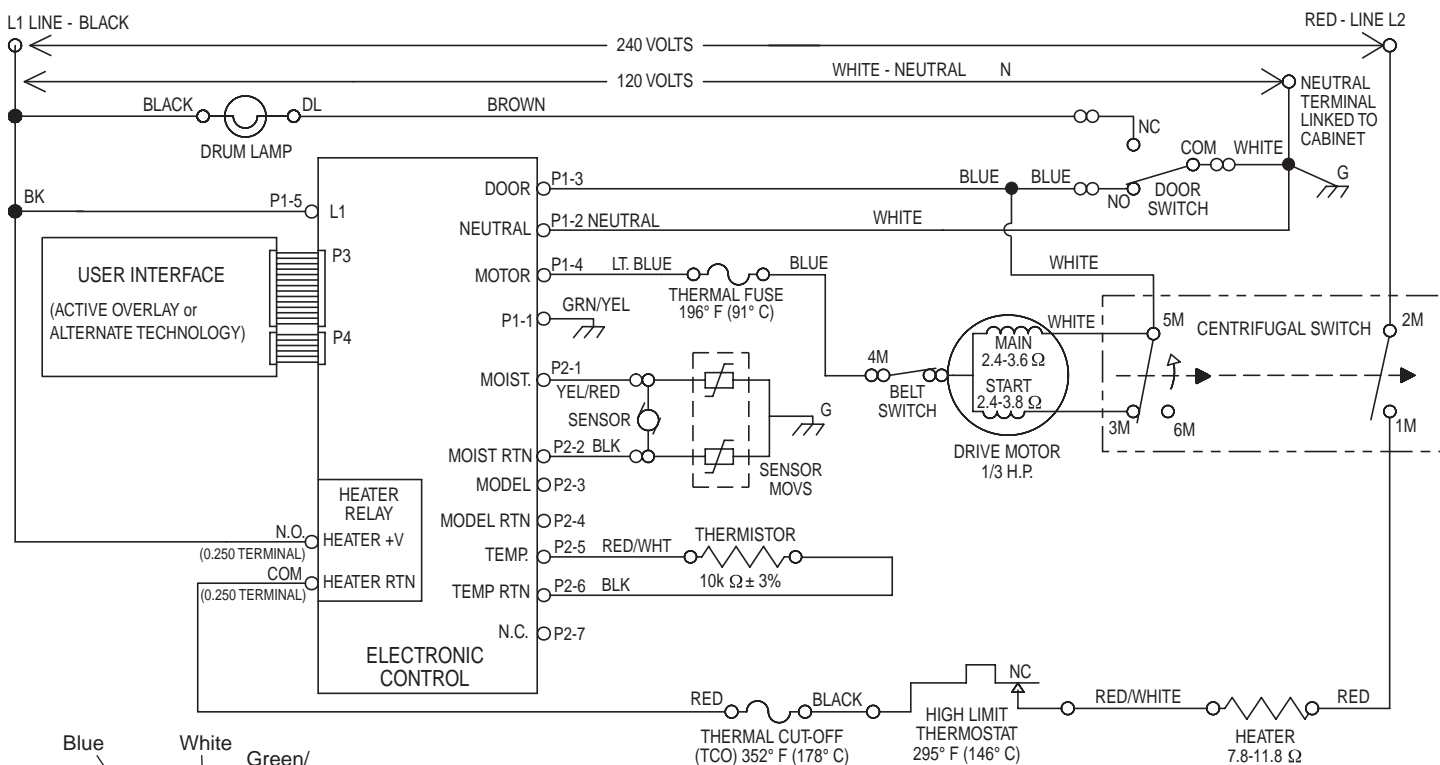 L1 LINE - BLACK
RED - LINE L2
240 VOLTS
120 VOLTS
WHITE - NEUTRAL N
NEUTRAL
TERMINAL
LINKED TO
CABINET
BLACK
DL
BROWN
DRUM LAMP
NC
COM
WHITE
G
BK
P1-5
L1
DOOR
P1-3
BLUE
BLUE
NO
DOOR
SWITCH
NEUTRAL
P1-2 NEUTRAL
WHITE
USER INTERFACE
(ACTIVE OVERLAY or
ALTERNATE TECHNOLOGY)
P3
P4
MOTOR
P1-4
LT. BLUE
BLUE
THERMAL FUSE
196° F (91° C)
WHITE
P1-1
GRN/YEL
WHITE
5M
CENTRIFUGAL SWITCH
2M
MAIN
2.4-3.6 Ω
START
2.4-3.8 Ω
4M
BELT
SWITCH
3M
6M
1M
DRIVE MOTOR
1/3 H.P.
MOIST.
P2-1
YEL/RED
SENSOR
G
MOIST RTN
P2-2 BLK
SENSOR
MOVS
MODEL
P2-3
MODEL RTN
P2-4
HEATER
RELAY
N.O.
(0.250 TERMINAL)
HEATER +V
COM
(0.250 TERMINAL)
HEATER RTN
TEMP.
P2-5
RED/WHT
THERMISTOR
10k Ω ± 3%
TEMP RTN
P2-6
BLK
N.C.
P2-7
ELECTRONIC
CONTROL
RED
BLACK
THERMAL CUT-OFF
(TCO) 352° F (178° C)
NC
HIGH LIMIT
THERMOSTAT
295° F (146° C)
RED/WHITE
RED
HEATER
7.8-11.8 Ω
Blue
White
Green/